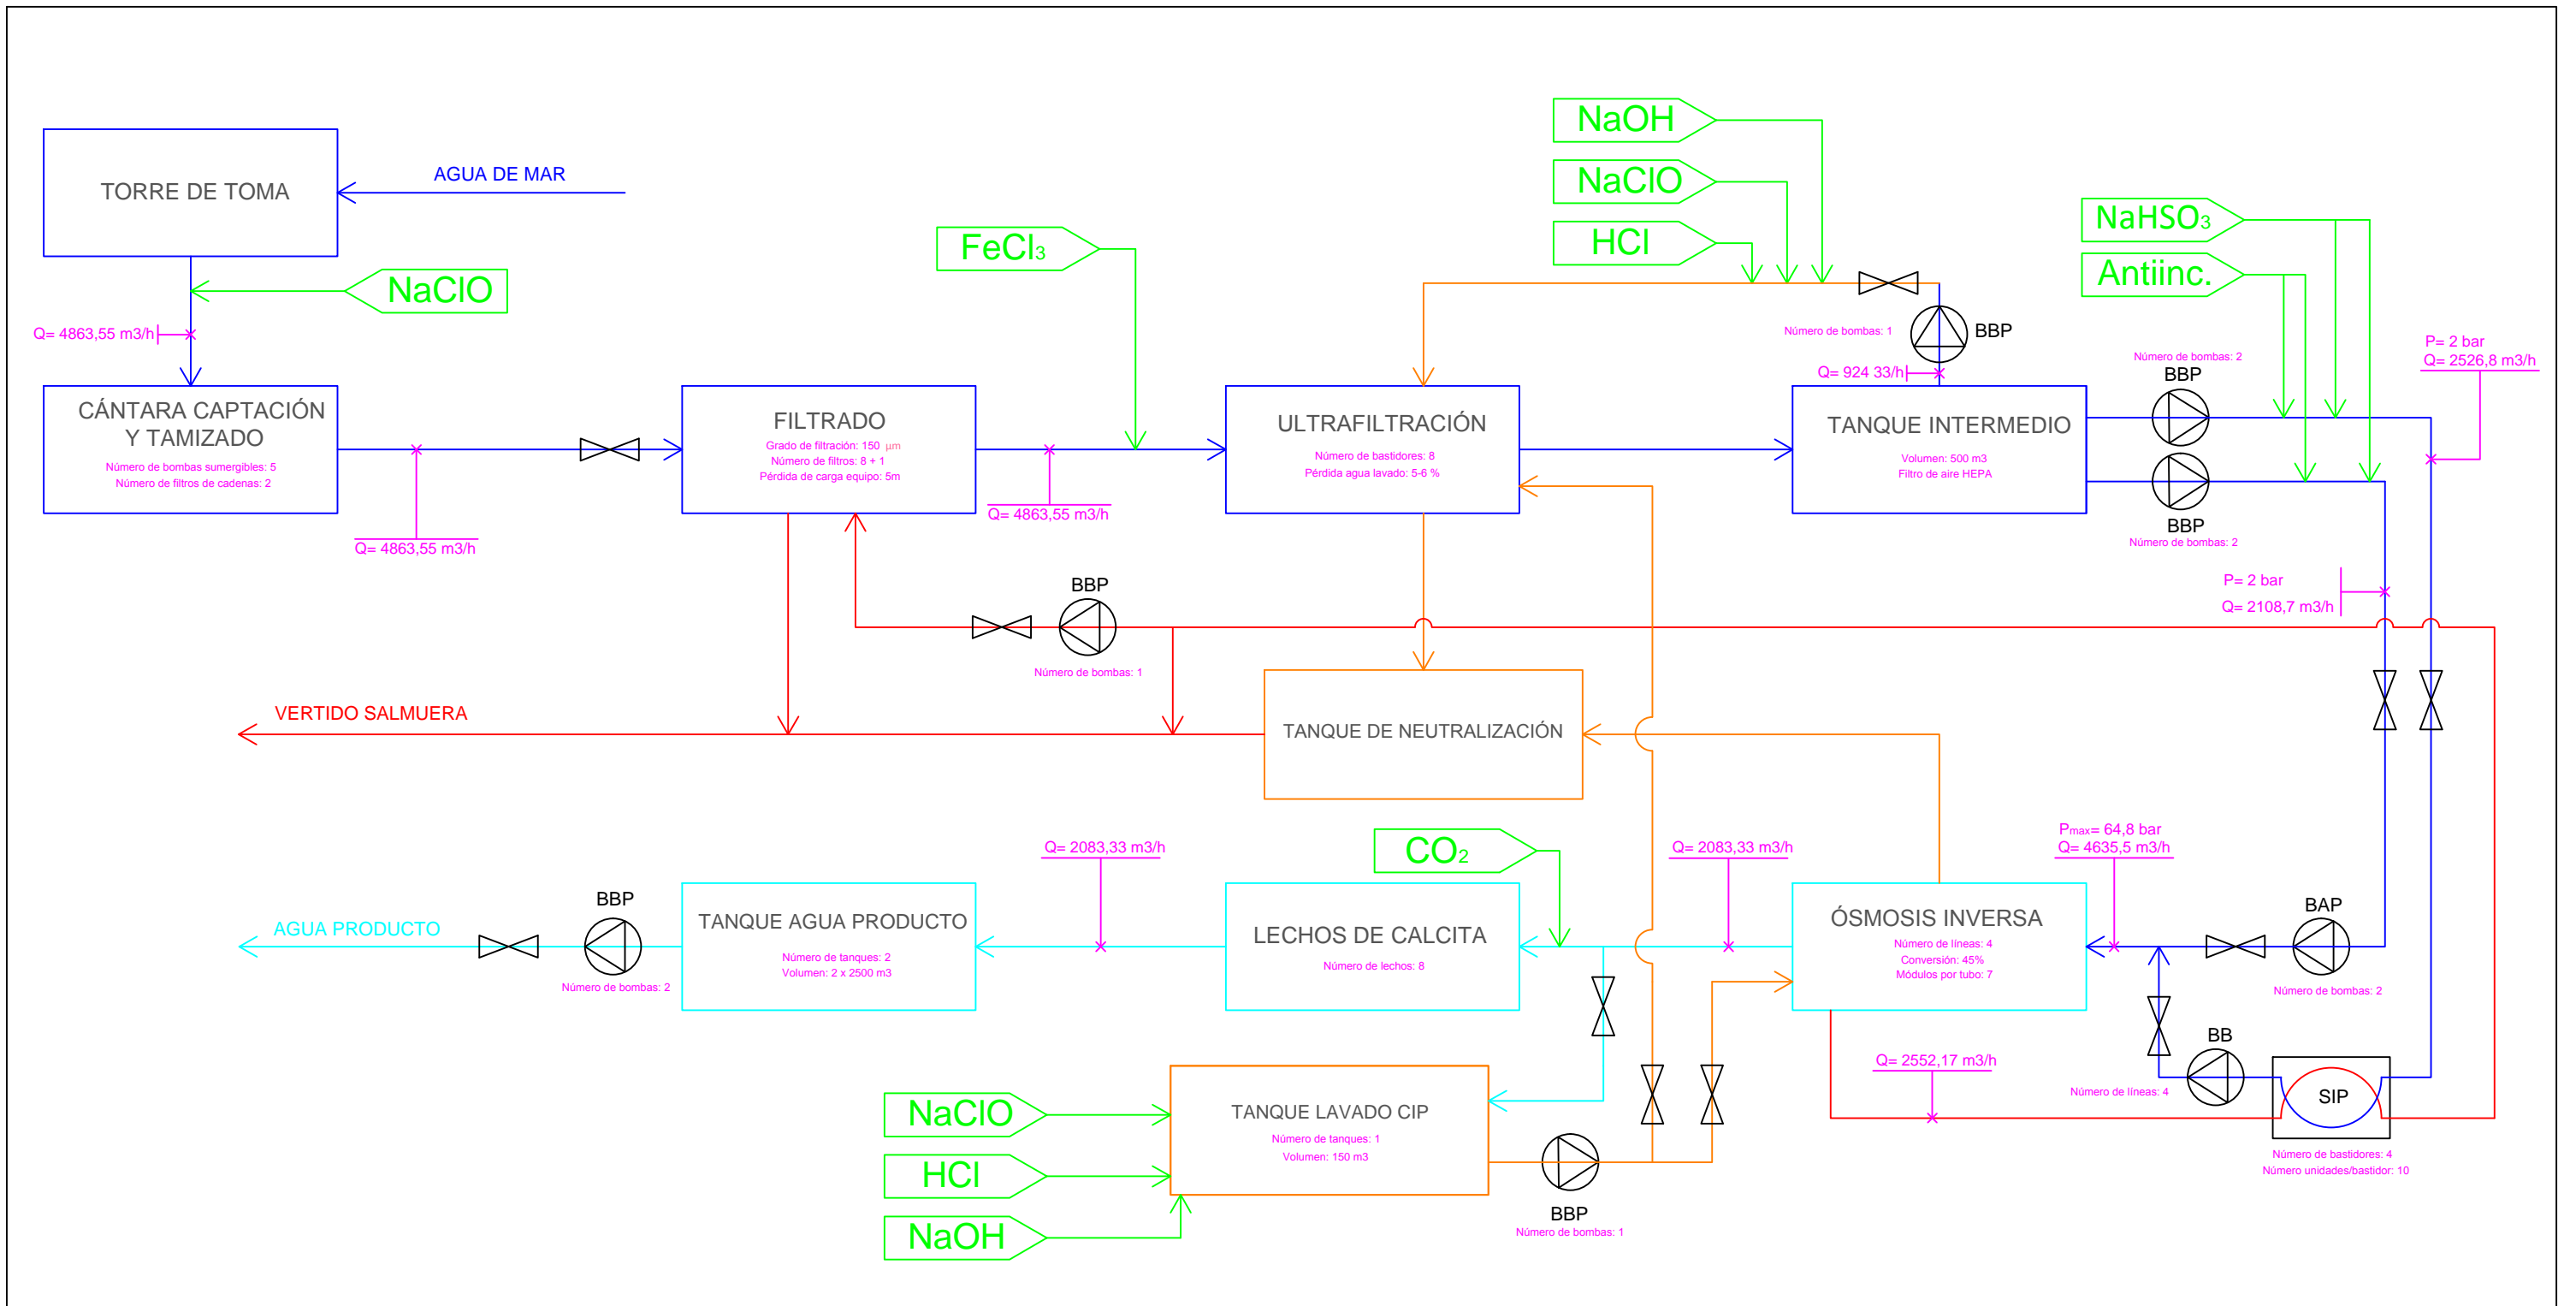 NaOH
NaClO
HCl
AGUA DE MAR
TORRE DE TOMA
NaHSO3
FeCl3
Antiinc.
NaClO
Q= 4863,55 m3/h
Número de bombas: 1
BBP
P= 2 bar
Q= 2526,8 m3/h
Número de bombas: 2
BBP
Q= 924 33/h
CÁNTARA CAPTACIÓN
Y TAMIZADO
Número de bombas sumergibles: 5
Número de filtros de cadenas: 2
FILTRADO
Grado de filtración: 150 µm
Número de filtros: 8 + 1
Pérdida de carga equipo: 5m
ULTRAFILTRACIÓN
Número de bastidores: 8
Pérdida agua lavado: 5-6 %
TANQUE INTERMEDIO
Volumen: 500 m3
Filtro de aire HEPA
Q= 4863,55 m3/h
Q= 4863,55 m3/h
BBP
Número de bombas: 2
BBP
Número de bombas: 1
P= 2 bar
Q= 2108,7 m3/h
VERTIDO SALMUERA
TANQUE DE NEUTRALIZACIÓN
Q= 2083,33 m3/h
CO2
Q= 2083,33 m3/h
Pmax= 64,8 bar
Q= 4635,5 m3/h
AGUA PRODUCTO
BBP
Número de bombas: 2
TANQUE AGUA PRODUCTO
Número de tanques: 2
Volumen: 2 x 2500 m3
LECHOS DE CALCITA
Número de lechos: 8
ÓSMOSIS INVERSA
Número de líneas: 4
Conversión: 45%
Módulos por tubo: 7
BAP
Número de bombas: 2
BB
Número de líneas: 4
Q= 2552,17 m3/h
SIP
Número de bastidores: 4
Número unidades/bastidor: 10
NaClO
HCl
NaOH
TANQUE LAVADO CIP
Número de tanques: 1
Volumen: 150 m3
BBP
Número de bombas: 1